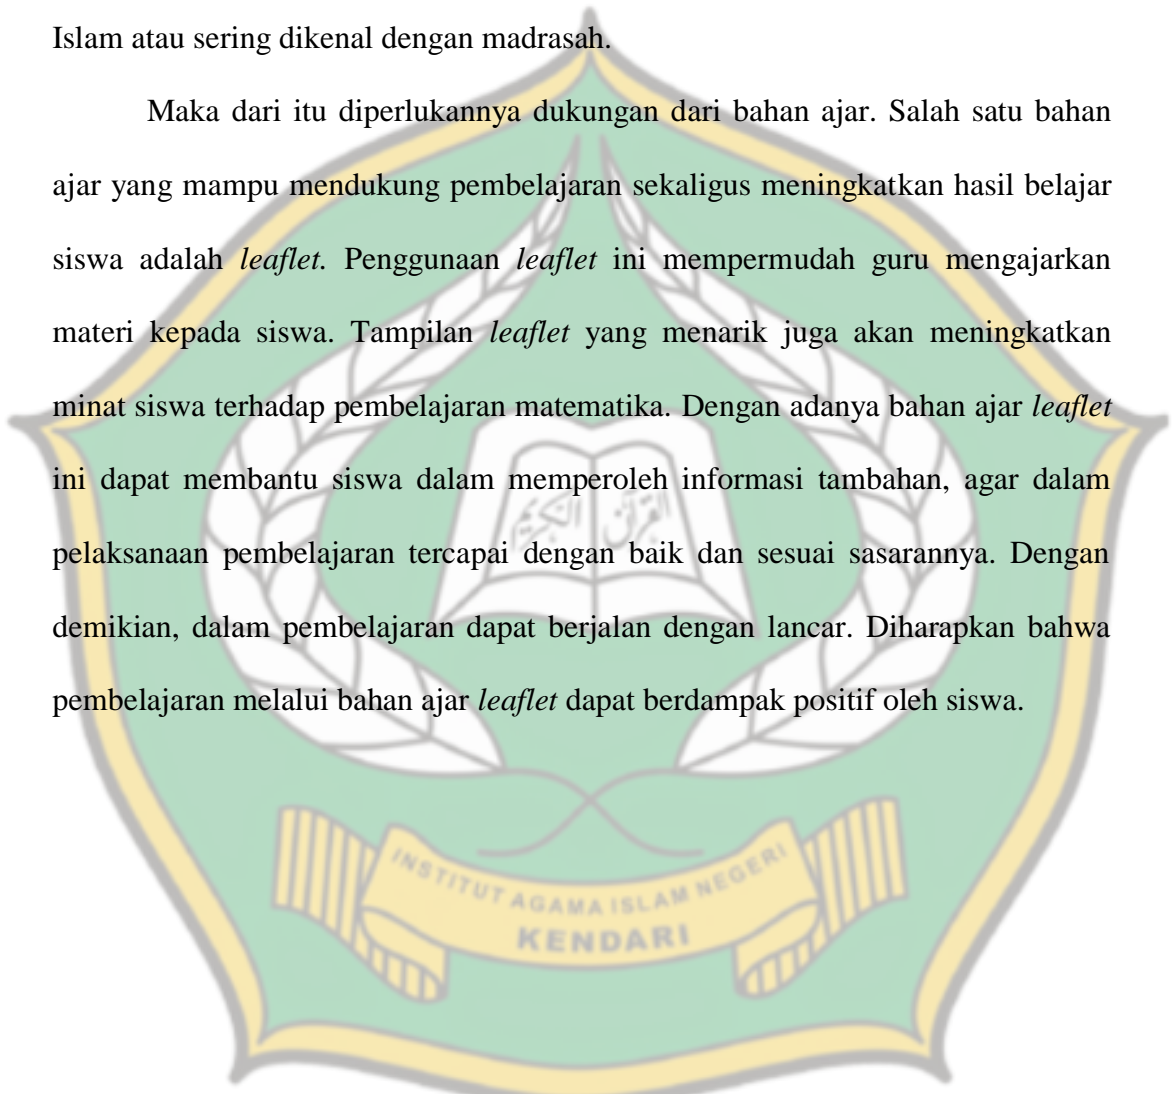 Islam atau sering dikenal dengan madrasah.
Maka dari itu diperlukannya dukungan dari bahan ajar. Salah satu bahan
ajar yang mampu mendukung pembelajaran sekaligus meningkatkan hasil belajar
siswa adalah leaflet. Penggunaan leaflet ini mempermudah guru mengajarkan
materi kepada siswa. Tampilan leaflet yang menarik juga akan meningkatkan
minat siswa terhadap pembelajaran matematika. Dengan adanya bahan ajar leaflet
ini dapat membantu siswa dalam memperoleh informasi tambahan, agar dalam
pelaksanaan pembelajaran tercapai dengan baik dan sesuai sasarannya. Dengan
demikian, dalam pembelajaran dapat berjalan dengan lancar. Diharapkan bahwa
pembelajaran melalui bahan ajar leaflet dapat berdampak positif oleh siswa.
القرآن الكريم
INSTITUT AGAMA ISLAM NEGERI
KENDARI